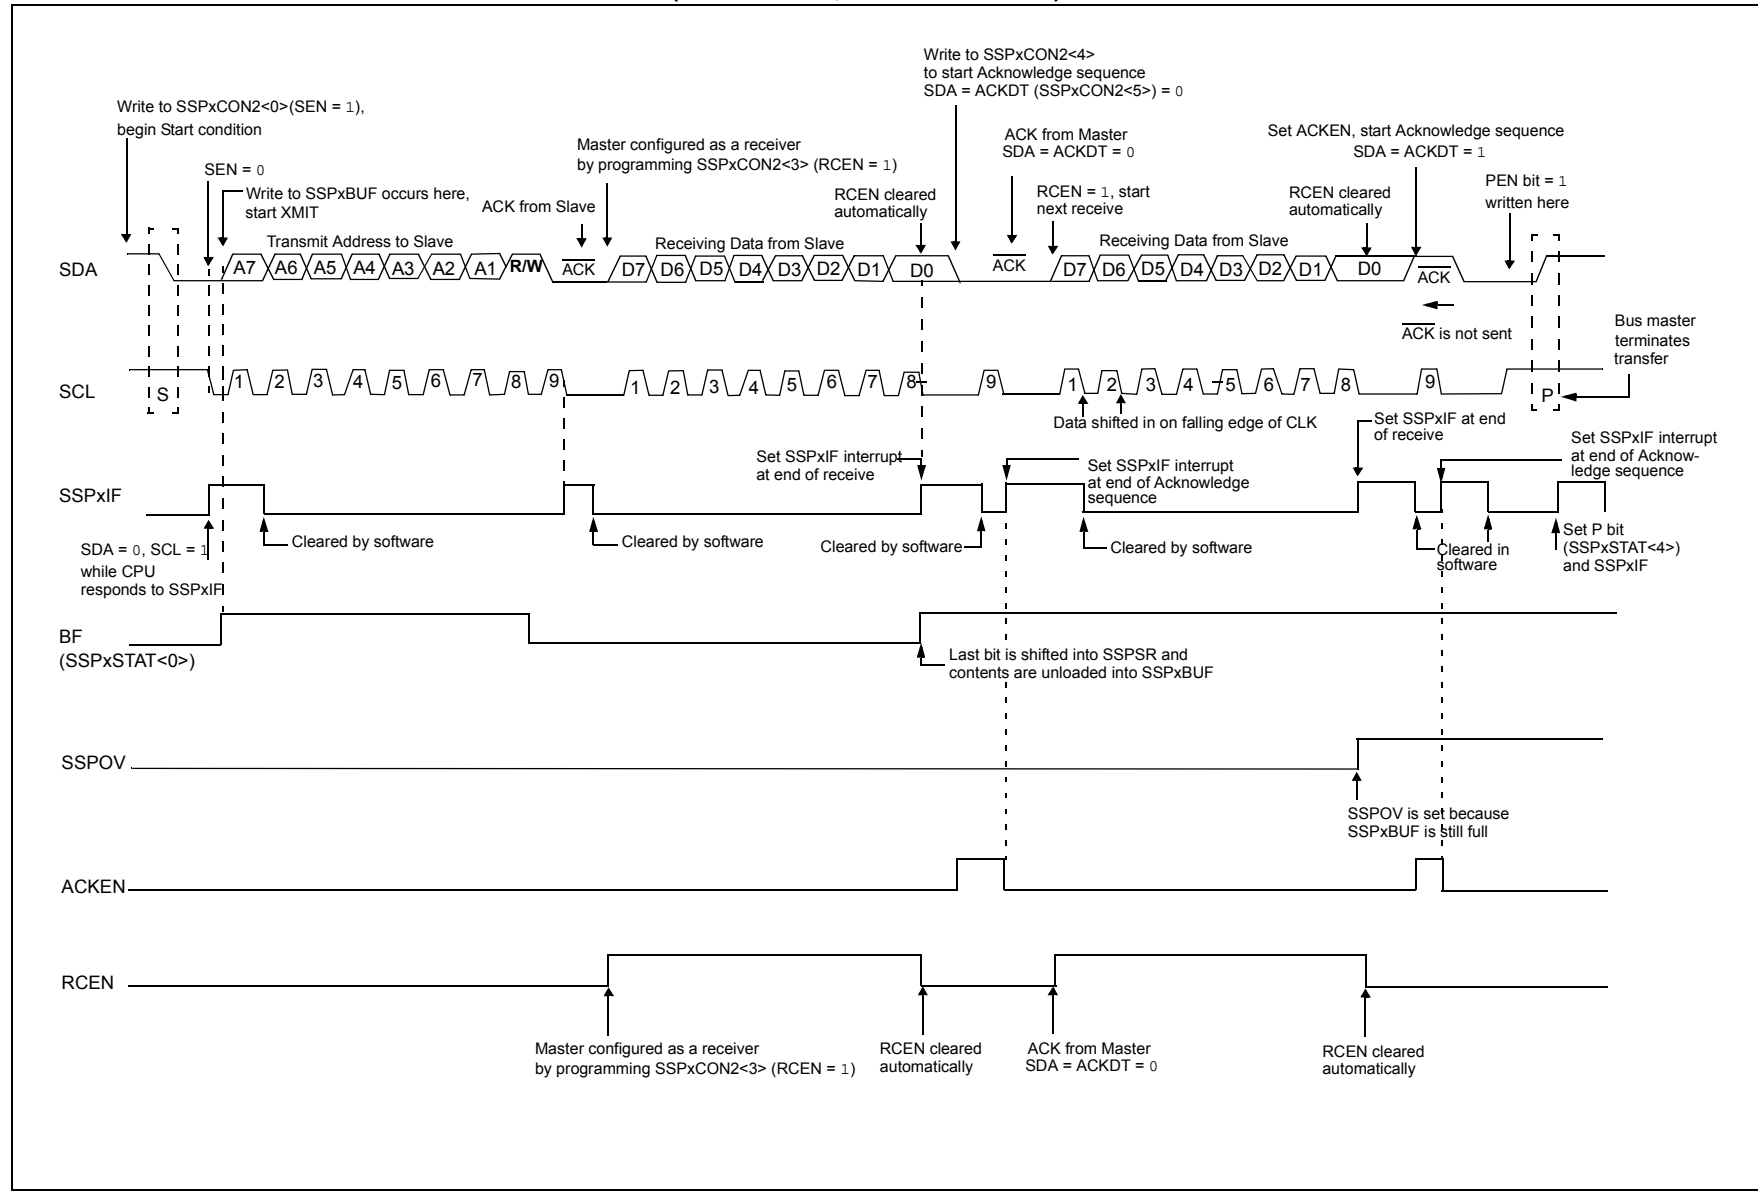 Write to SSPxCON2<4>
to start Acknowledge sequence
SDA = ACKDT (SSPxCON2<5>) = 0
Write to SSPxCON2<0>(SEN = 1),
begin Start condition
Master configured as a receiver
by programming SSPxCON2<3> (RCEN = 1)
ACK from Master
SDA = ACKDT = 0
Set ACKEN, start Acknowledge sequence
SDA = ACKDT = 1
SEN = 0
Write to SSPxBUF occurs here,
start XMIT
ACK from Slave
RCEN cleared
automatically
RCEN = 1, start
next receive
RCEN cleared
automatically
PEN bit = 1
written here
Transmit Address to Slave
Receiving Data from Slave
Receiving Data from Slave
SDA
A7 A6 A5 A4 A3 A2 A1 R/W ACK D7 D6 D5 D4 D3 D2 D1 D0 ACK D7 D6 D5 D4 D3 D2 D1 D0 ACK
ACK is not sent
Bus master
terminates
transfer
SCL
S 1 2 3 4 5 6 7 8 9 1 2 3 4 5 6 7 8 9 1 2 3 4 5 6 7 8 9 P
Data shifted in on falling edge of CLK
Set SSPxIF at end
of receive
Set SSPxIF interrupt
at end of receive
Set SSPxIF interrupt
at end of Acknowledge
sequence
Set SSPxIF interrupt
at end of Acknow-
ledge sequence
SSPxIF
SDA = 0, SCL = 1
while CPU
responds to SSPxIF
Cleared by software
Cleared by software
Cleared by software
Cleared by software
Cleared in
software
Set P bit
(SSPxSTAT<4>)
and SSPxIF
BF
(SSPxSTAT<0>)
Last bit is shifted into SSPSR and
contents are unloaded into SSPxBUF
SSPOV
SSPOV is set because
SSPxBUF is still full
ACKEN
RCEN
Master configured as a receiver
by programming SSPxCON2<3> (RCEN = 1)
RCEN cleared
automatically
ACK from Master
SDA = ACKDT = 0
RCEN cleared
automatically